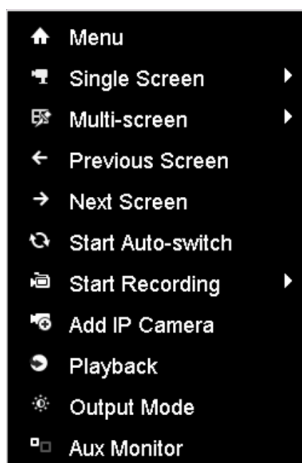 Menu
Single Screen
Multi-screen
Previous Screen
Next Screen
Start Auto-switch
Start Recording
Add IP Camera
Playback
Output Mode
Aux Monitor